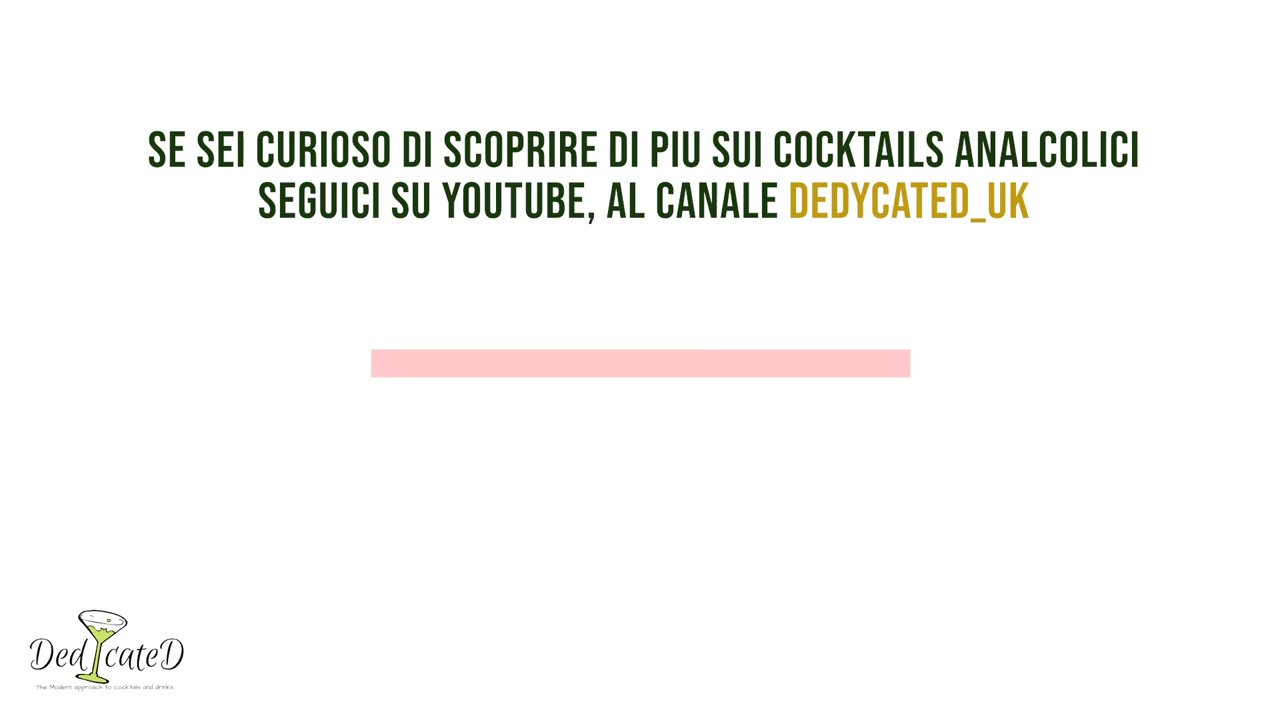 SE SEI CURIOSO DI SCOPRIRE DI PIU SUI COCKTAILS ANALCOLICI
SEGUICI SU YOUTUBE, AL CANALE DEDYCATED_UK
DedYcateD
The Modern approach to cocktails and drinks